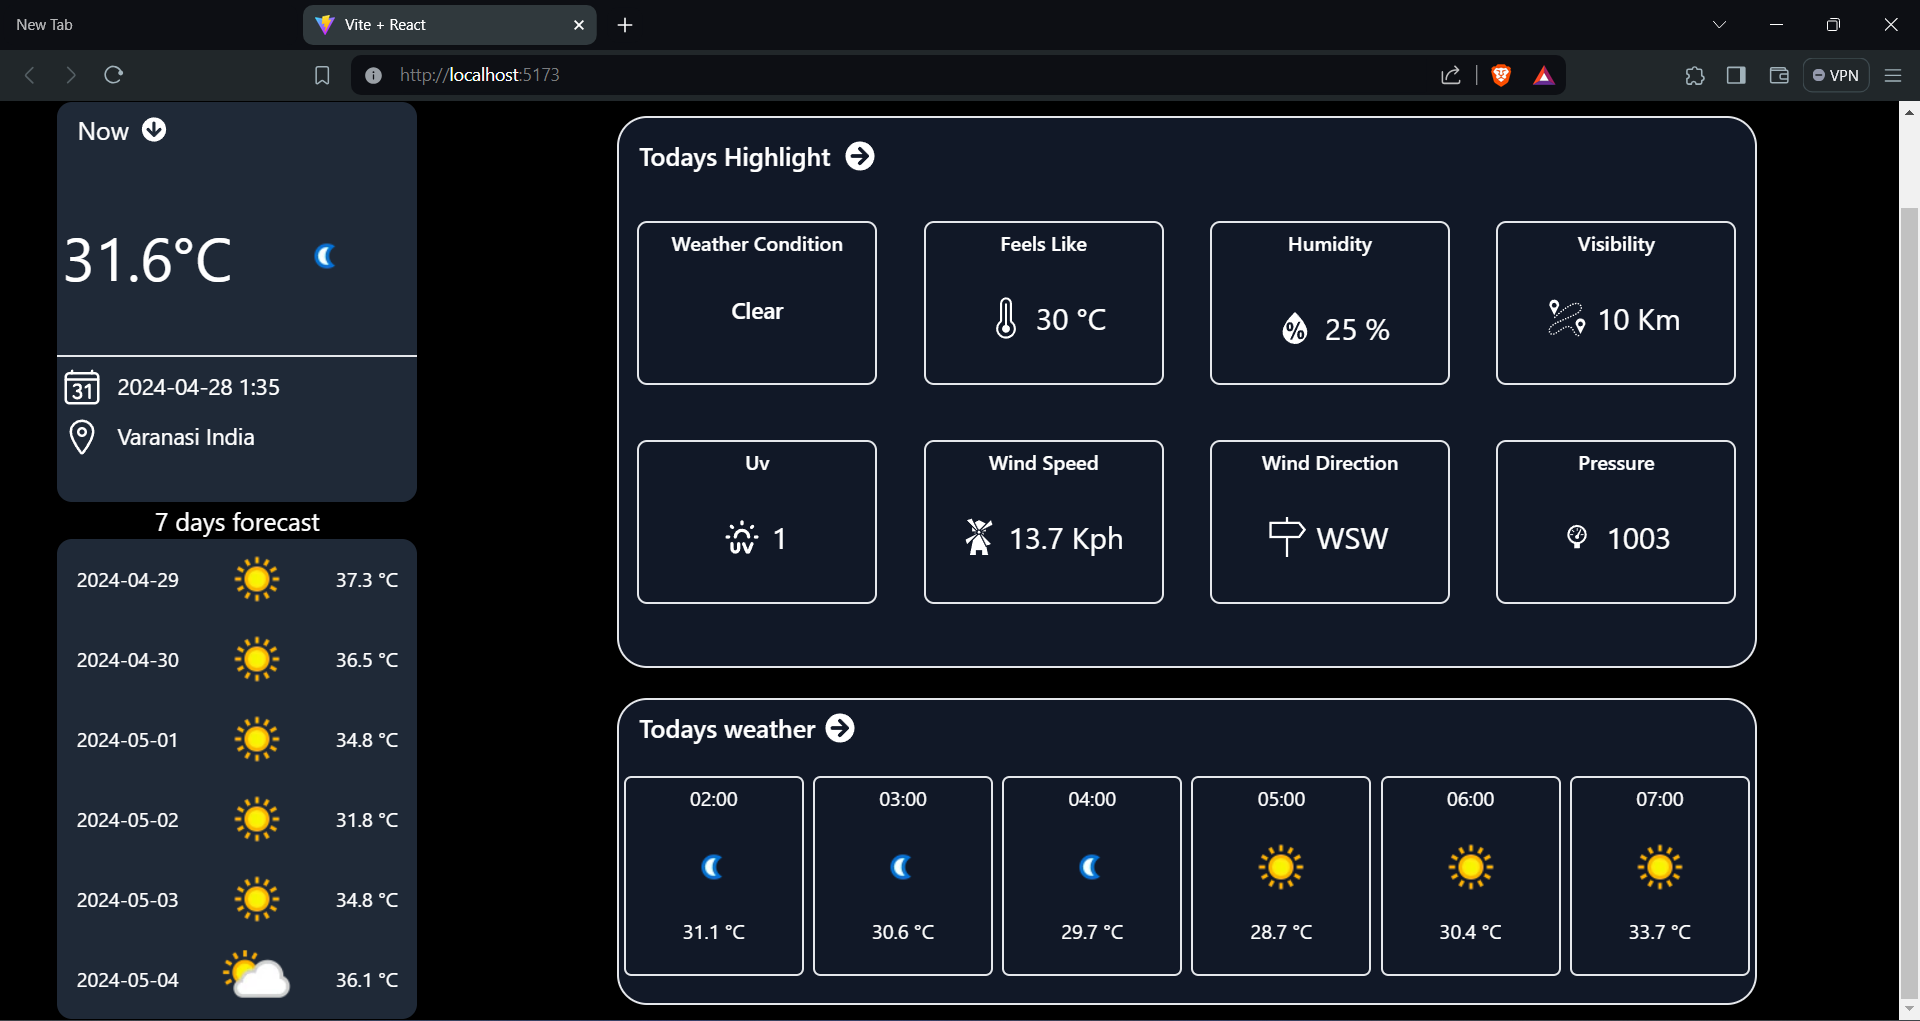 New Tab
Vite + React
http://localhost:5173
VPN
Now
31.6°C
31
2024-04-28 1:35
Varanasi India
7 days forecast
2024-04-29 37.3 °C
2024-04-30 36.5 °C
2024-05-01 34.8 °C
2024-05-02 31.8 °C
2024-05-03 34.8 °C
2024-05-04 36.1 °C
Todays Highlight
Weather Condition
Clear
Feels Like
30 °C
Humidity
% 25 %
Visibility
10 Km
Uv
UV 1
Wind Speed
13.7 Kph
Wind Direction
WSW
Pressure
1003
Todays weather
02:00
31.1 °C
03:00
30.6 °C
04:00
29.7 °C
05:00
28.7 °C
06:00
30.4 °C
07:00
33.7 °C